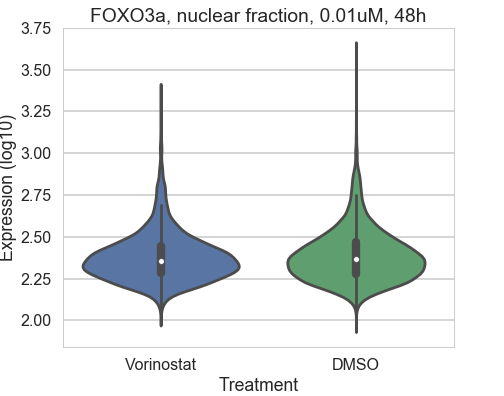 FOXO3a, nuclear fraction, 0.01uM, 48h
Expression (log10)
3.75
3.50
3.25
3.00
2.75
2.50
2.25
2.00
Vorinostat
DMSO
Treatment